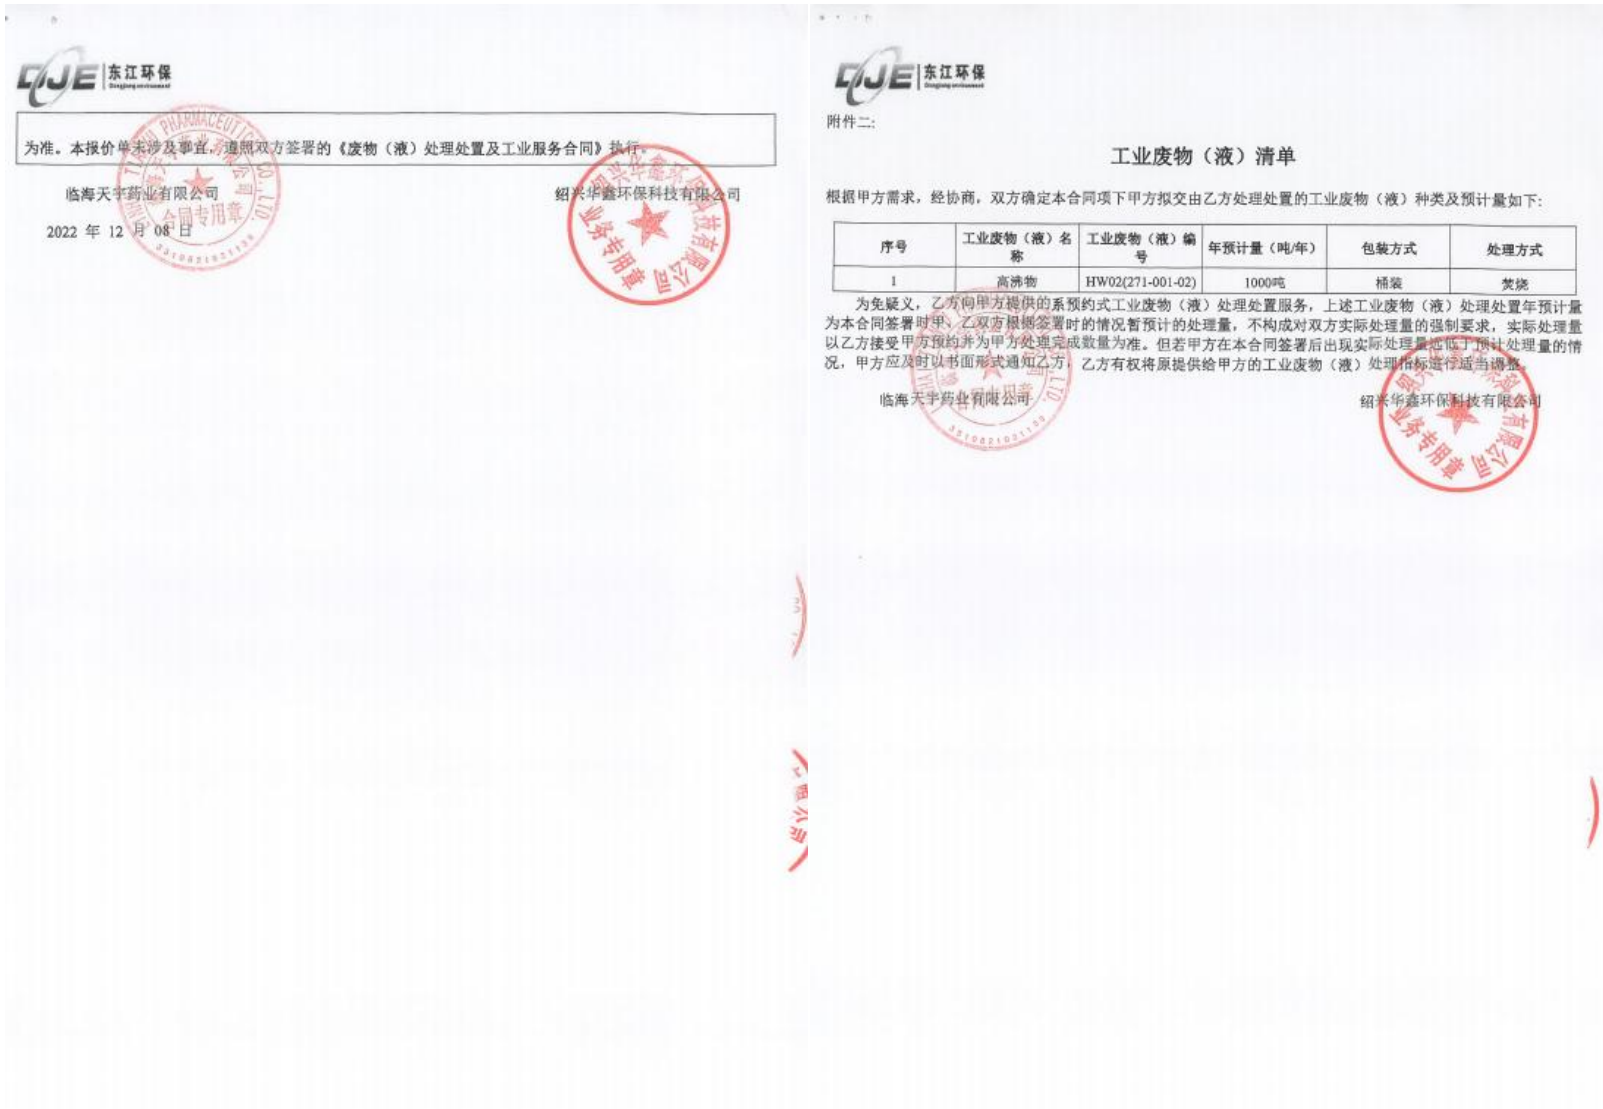 DJE 东江环保
Dongjiang environment
为准。本报价单未涉及事宜，遵照双方签署的《废物（液）处理处置及工业服务合同》执行。
临海天宇药业有限公司
绍兴华鑫环保科技有限公司
2022 年 12 月 08 日
合同专用章
业务专用章
DJE 东江环保
Dongjiang environment
附件二:
工业废物（液）清单
根据甲方需求，经协商，双方确定本合同项下甲方拟交由乙方处理处置的工业废物（液）种类及预计量如下:
序号 工业废物（液）名称 工业废物（液）编号 年预计量（吨/年） 包装方式 处理方式
1 高沸物 HW02(271-001-02) 1000吨 桶装 焚烧
为免疑义，乙方向甲方提供的系预约式工业废物（液）处理处置服务，上述工业废物（液）处理处置年预计量
为本合同签署时甲、乙双方根据签署时的情况暂预计的处理量，不构成对双方实际处理量的强制要求，实际处理量
以乙方接受甲方预约并为甲方处理完成数量为准。但若甲方在本合同签署后出现实际处理量远低于预计处理量的情
况，甲方应及时以书面形式通知乙方，乙方有权将原提供给甲方的工业废物（液）处理指标进行适当调整。
临海天宇药业有限公司
绍兴华鑫环保科技有限公司
合同专用章
业务专用章